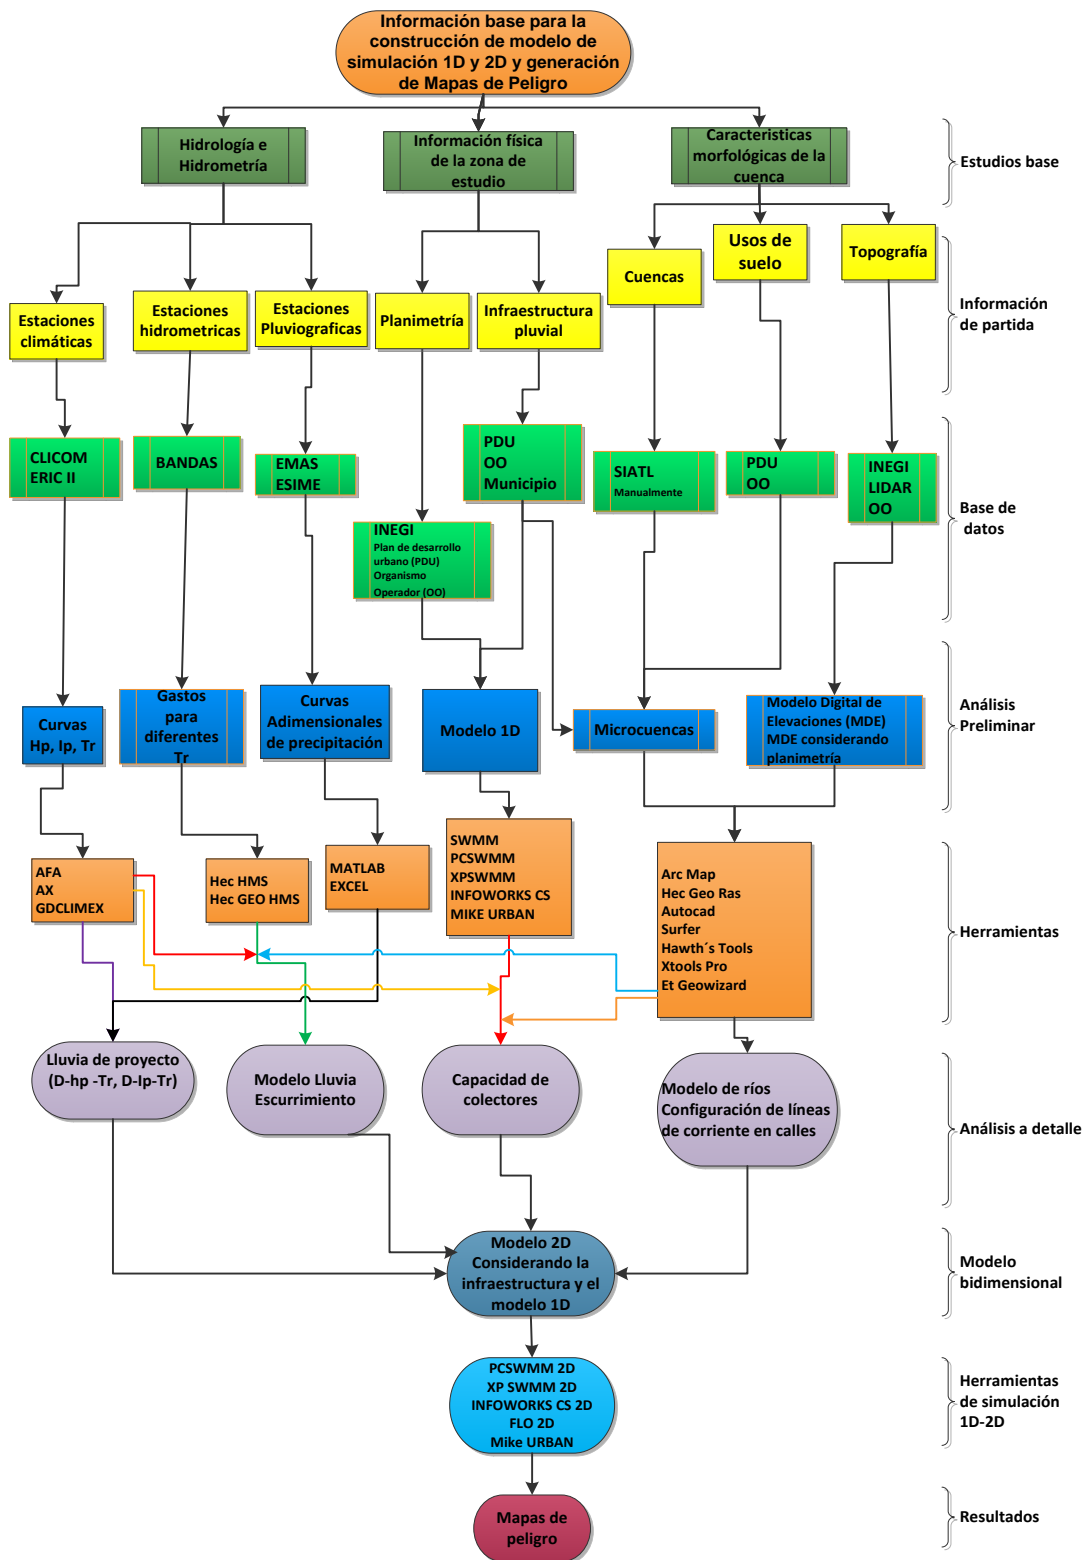 Información base para la
construcción de modelo de
simulación 1D y 2D y generación
de Mapas de Peligro
Hidrología e
Hidrometría
Información física
de la zona de
estudio
Caracteristicas
morfológicas de la
cuenca
Estudios base
Estaciones
climáticas
Estaciones
hidrometricas
Estaciones
Pluviograficas
Planimetría
Infraestructura
pluvial
Cuencas
Usos de
suelo
Topografía
Información
de partida
CLICOM
ERIC II
BANDAS
EMAS
ESIME
INEGI
Plan de desarrollo
urbano (PDU)
Organismo
Operador (OO)
PDU
OO
Municipio
SIATL
Manualmente
PDU
OO
INEGI
LIDAR
OO
Base de
datos
Curvas
Hp, Ip, Tr
Gastos
para
diferentes
Tr
Curvas
Adimensionales
de precipitación
Modelo 1D
Microcuencas
Modelo Digital de
Elevaciones (MDE)
MDE considerando
planimetría
Análisis
Preliminar
AFA
AX
GDCLIMEX
Hec HMS
Hec GEO HMS
MATLAB
EXCEL
SWMM
PCSWMM
XPSWMM
INFOWORKS CS
MIKE URBAN
Arc Map
Hec Geo Ras
Autocad
Surfer
Hawth´s Tools
Xtools Pro
Et Geowizard
Herramientas
Lluvia de proyecto
(D-hp -Tr, D-Ip-Tr)
Modelo Lluvia
Escurrimiento
Capacidad de
colectores
Modelo de ríos
Configuración de líneas
de corriente en calles
Análisis a detalle
Modelo 2D
Considerando la
infraestructura y el
modelo 1D
Modelo
bidimensional
PCSWMM 2D
XP SWMM 2D
INFOWORKS CS 2D
FLO 2D
Mike URBAN
Herramientas
de simulación
1D-2D
Mapas de
peligro
Resultados